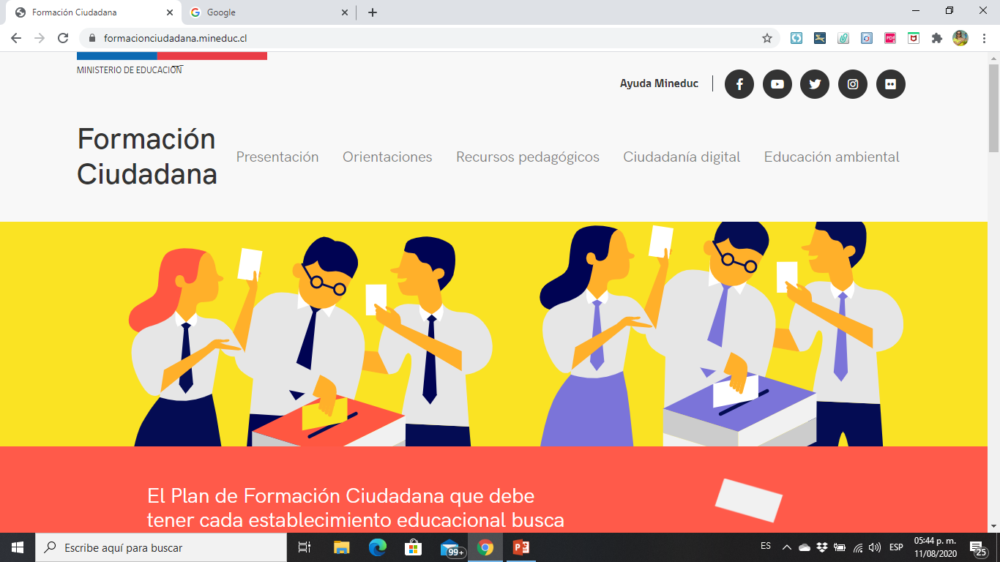 Formación Ciudadana
Google
formacionciudadana.mineduc.cl
PDF
MINISTERIO DE EDUCACIÓN
Ayuda Mineduc
Formación
Ciudadana
Presentación
Orientaciones
Recursos pedagógicos
Ciudadanía digital
Educación ambiental
El Plan de Formación Ciudadana que debe
tener cada establecimiento educacional busca
Escribe aquí para buscar
99+
ES
ESP
05:44 p. m.
11/08/2020
25